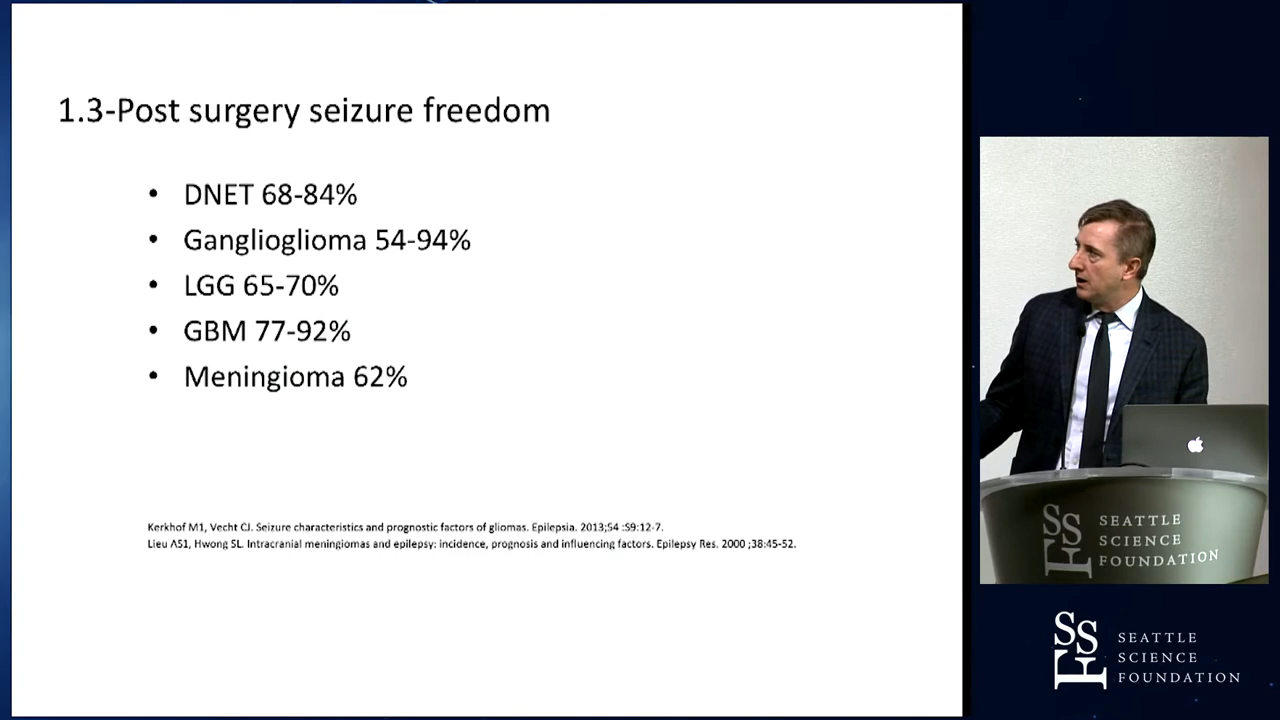 1.3-Post surgery seizure freedom
• DNET 68-84%
• Ganglioglioma 54-94%
• LGG 65-70%
• GBM 77-92%
• Meningioma 62%
Kerkhof M1, Vecht CJ. Seizure characteristics and prognostic factors of gliomas. Epilepsia. 2013;54 :S9:12-7.
Lieu AS1, Hwong SL. Intracranial meningiomas and epilepsy: incidence, prognosis and influencing factors. Epilepsy Res. 2000 ;38:45-52.
SSF
SEATTLE
SCIENCE
FOUNDATION
SSF
SEATTLE
SCIENCE
FOUNDATION